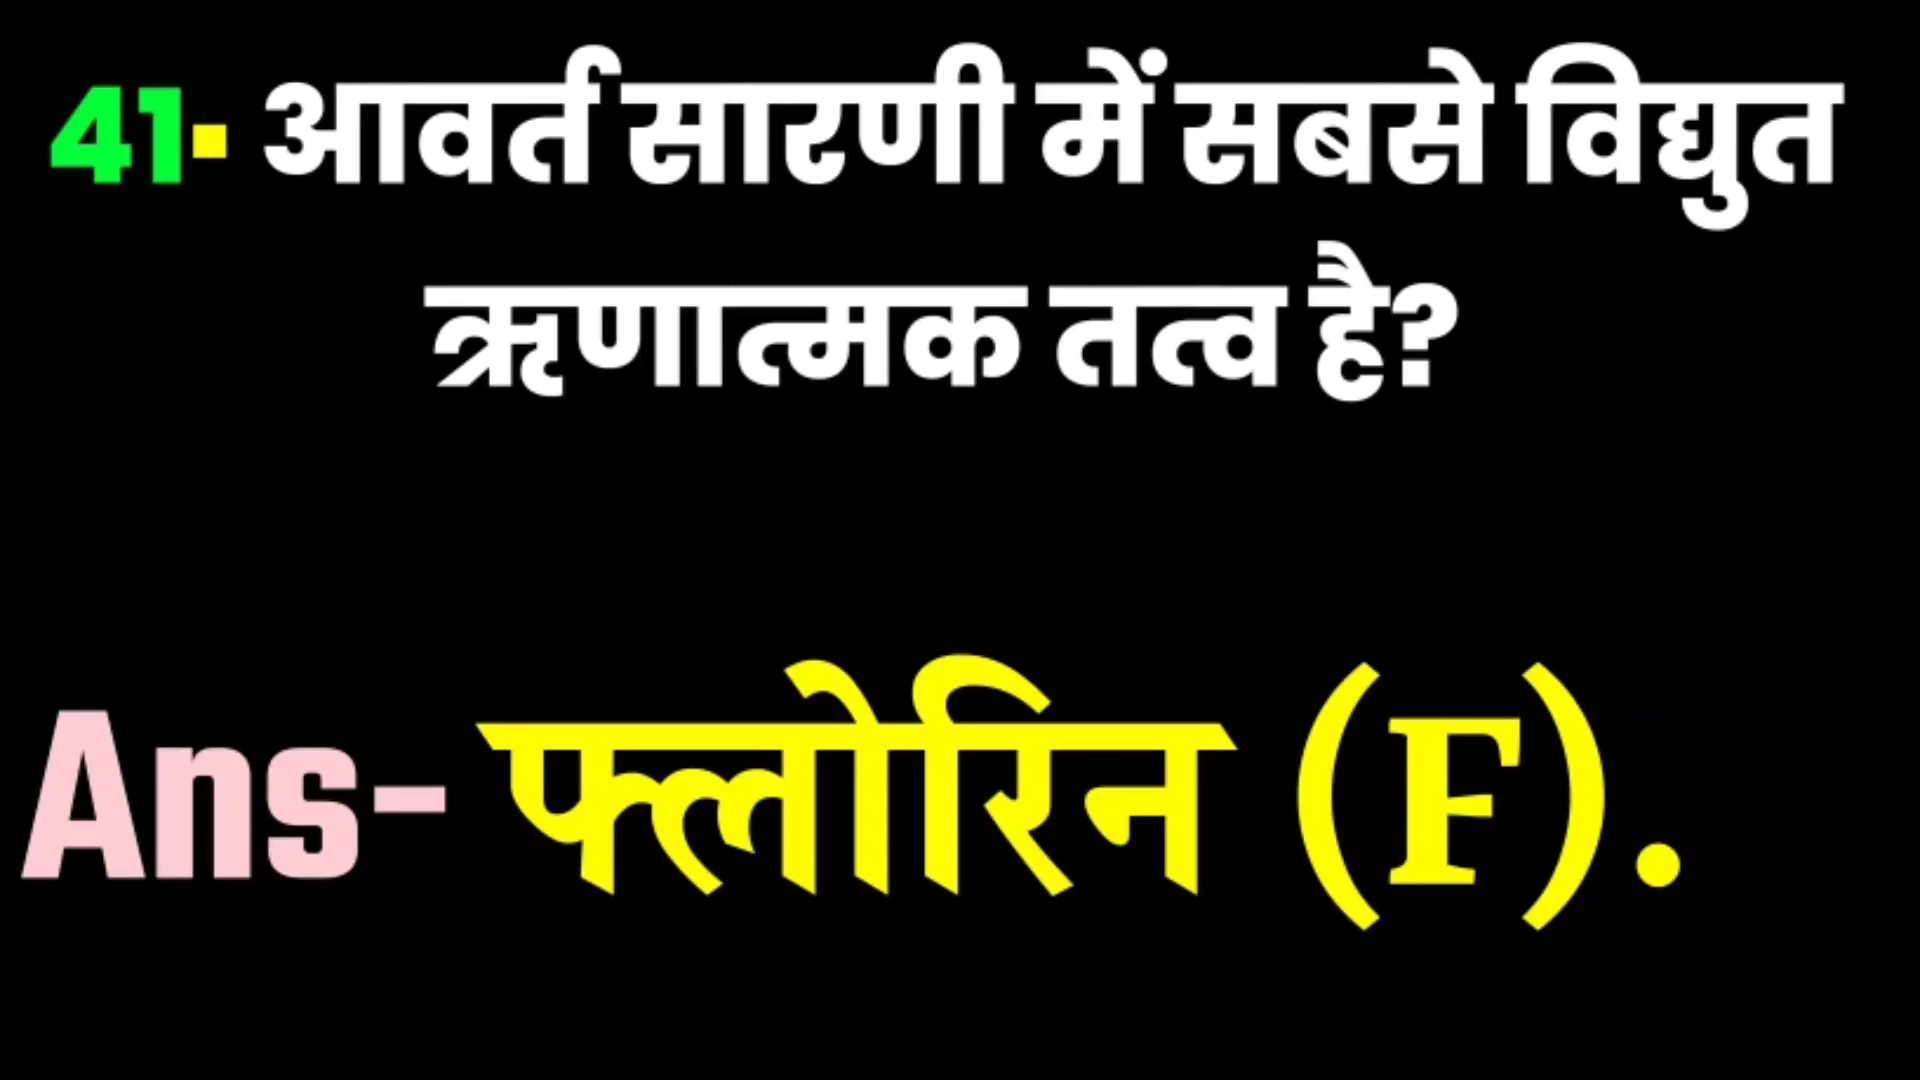 41. आवर्त सारणी में सबसे विद्युत
ऋणात्मक तत्व है?
Ans- फ्लोरिन (F).